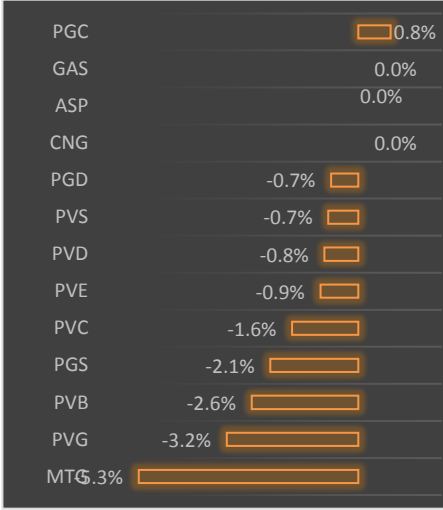 PGC 0.8%
GAS 0.0%
ASP 0.0%
CNG 0.0%
PGD -0.7%
PVS -0.7%
PVD -0.8%
PVE -0.9%
PVC -1.6%
PGS -2.1%
PVB -2.6%
PVG -3.2%
MTG -5.3%